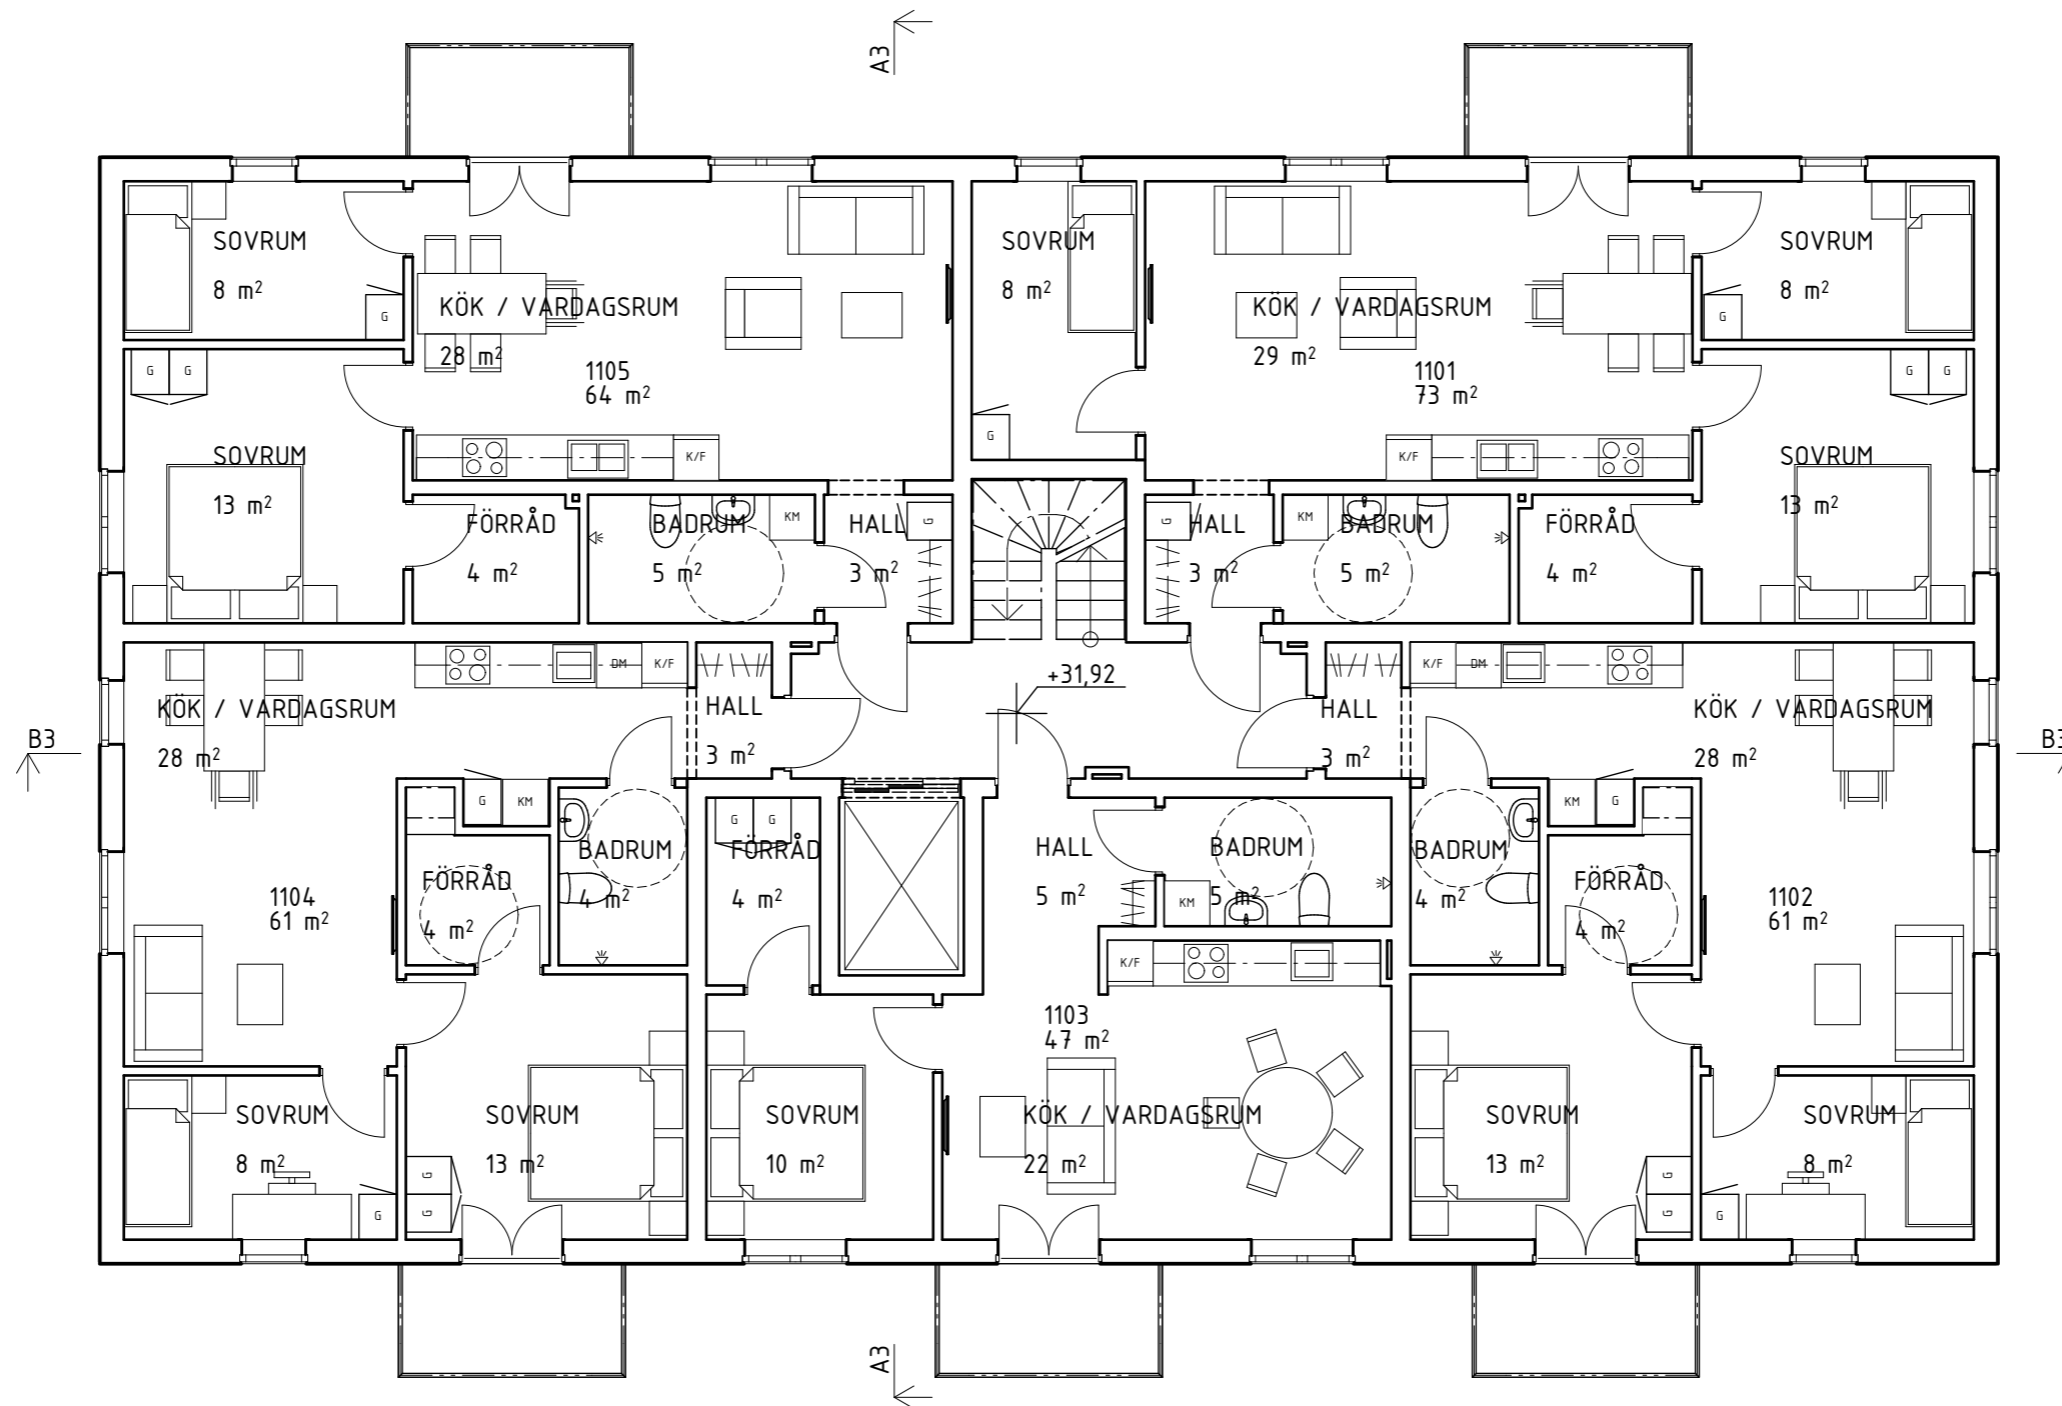 A3
SOVRUM
8 m²
G
KÖK / VARDAGSRUM
28 m²
1105
64 m²
K/F
SOVRUM
8 m²
G
KÖK / VARDAGSRUM
29 m²
1101
73 m²
K/F
SOVRUM
8 m²
G
G G
SOVRUM
13 m²
FÖRRÅD
4 m²
BADRUM
5 m²
KM
HALL
3 m²
G
G
HALL
3 m²
KM
BADRUM
5 m²
FÖRRÅD
4 m²
G G
SOVRUM
13 m²
+31,92
B3
KÖK / VARDAGSRUM
28 m²
DM K/F
HALL
3 m²
HALL
3 m²
K/F DM
KÖK / VARDAGSRUM
28 m²
B3
1104
61 m²
G KM
FÖRRÅD
4 m²
BADRUM
4 m²
G G
FÖRRÅD
4 m²
HALL
5 m²
BADRUM
5 m²
KM
K/F
BADRUM
4 m²
KM G
FÖRRÅD
4 m²
1102
61 m²
1103
47 m²
SOVRUM
8 m²
G
SOVRUM
13 m²
G
G
SOVRUM
10 m²
KÖK / VARDAGSRUM
22 m²
SOVRUM
13 m²
G
G
SOVRUM
8 m²
G
A3